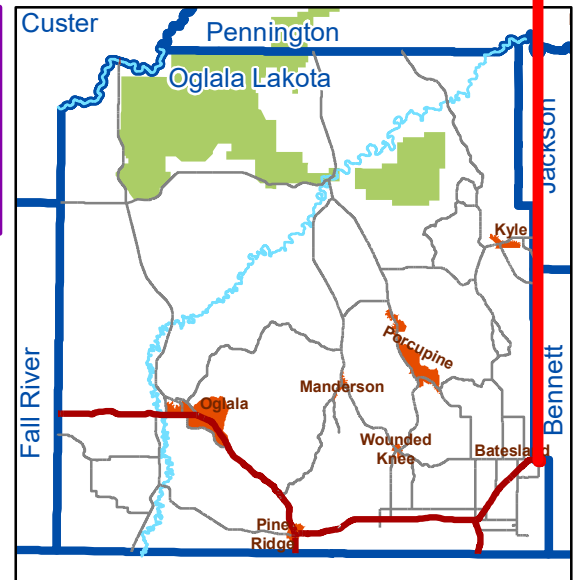 Custer
Pennington
Oglala Lakota
Jackson
Kyle
Porcupine
Fall River
Bennett
Manderson
Oglala
Wounded
Knee
Batesland
Pine
Ridge